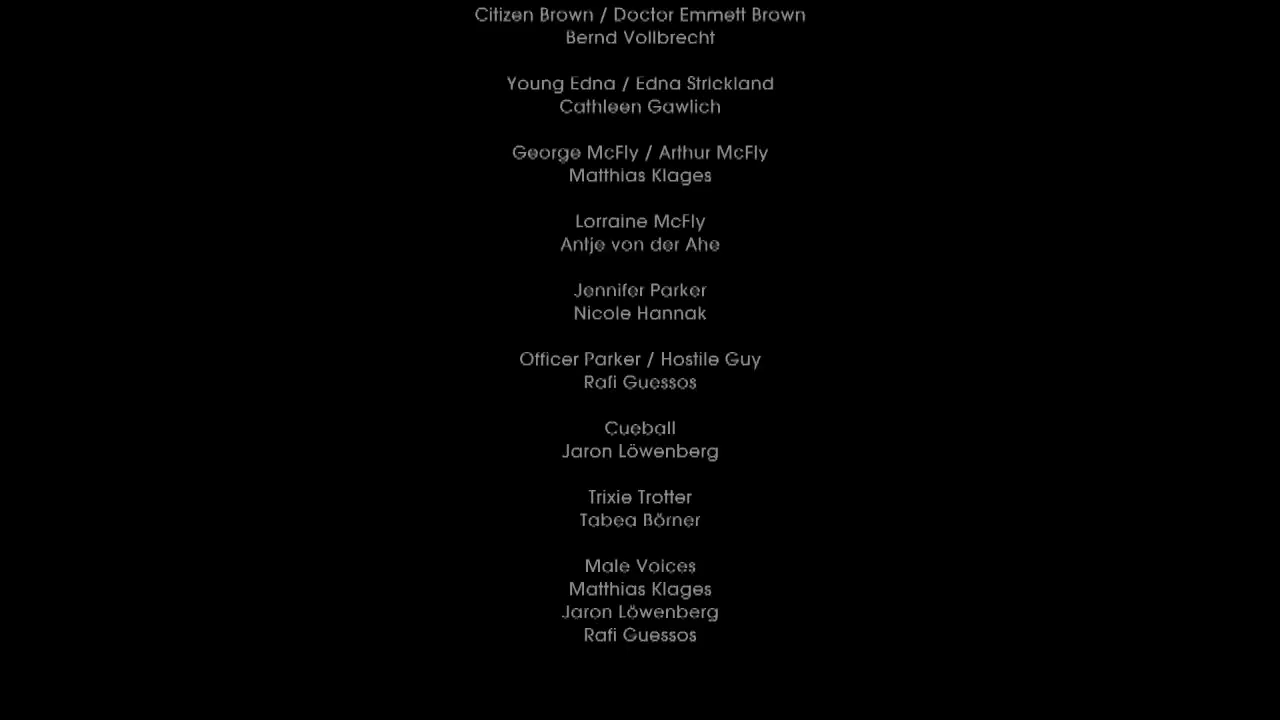 Citizen Brown / Doctor Emmett Brown
Bernd Vollbrecht
Young Edna / Edna Strickland
Cathleen Gawlich
George McFly / Arthur McFly
Matthias Klages
Lorraine McFly
Antje von der Ahe
Jennifer Parker
Nicole Hannak
Officer Parker / Hostile Guy
Rafi Guessos
Cueball
Jaron Löwenberg
Trixie Trotter
Tabea Börner
Male Voices
Matthias Klages
Jaron Löwenberg
Rafi Guessos